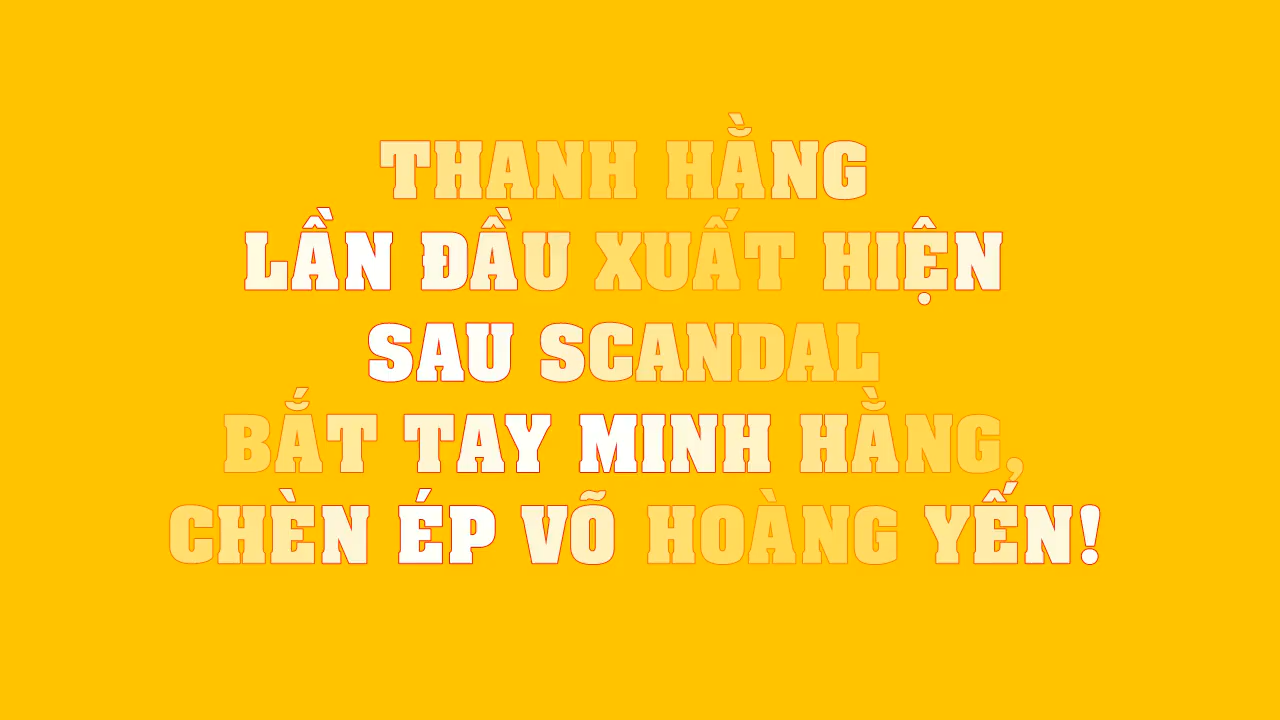 THANH HẰNG
LẦN ĐẦU XUẤT HIỆN
SAU SCANDAL
BẮT TAY MINH HẰNG,
CHÈN ÉP VÕ HOÀNG YẾN!